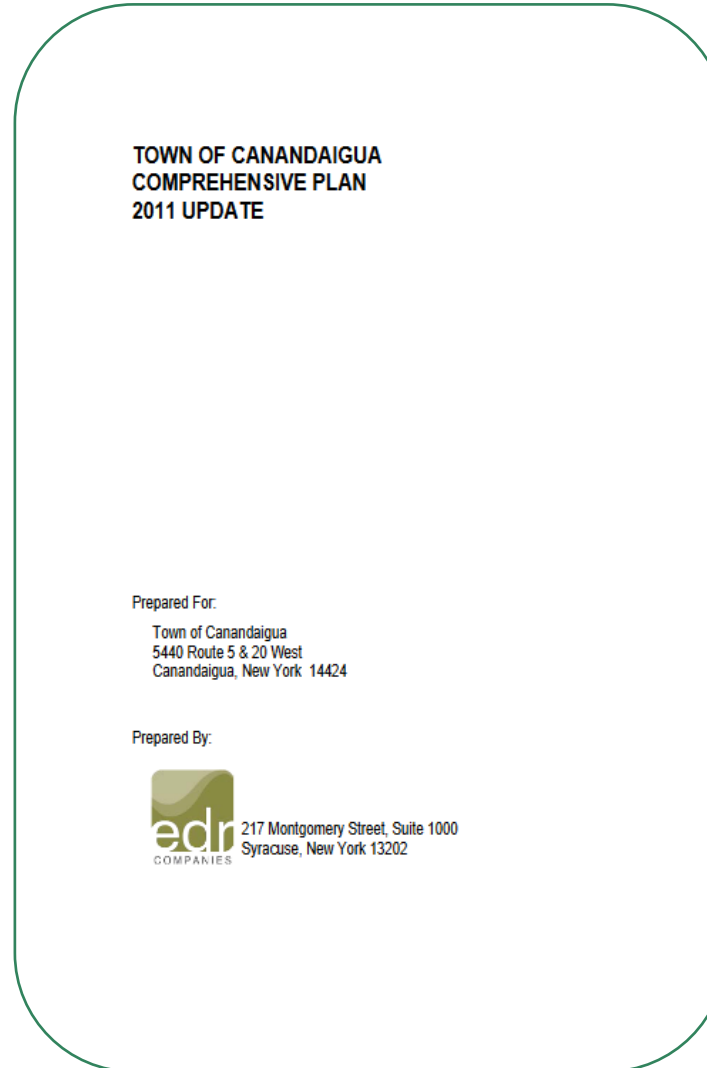 TOWN OF CANANDAIGUA
COMPREHENSIVE PLAN
2011 UPDATE
Prepared For:
Town of Canandaigua
5440 Route 5 & 20 West
Canandaigua, New York 14424
Prepared By:
edr
COMPANIES
217 Montgomery Street, Suite 1000
Syracuse, New York 13202